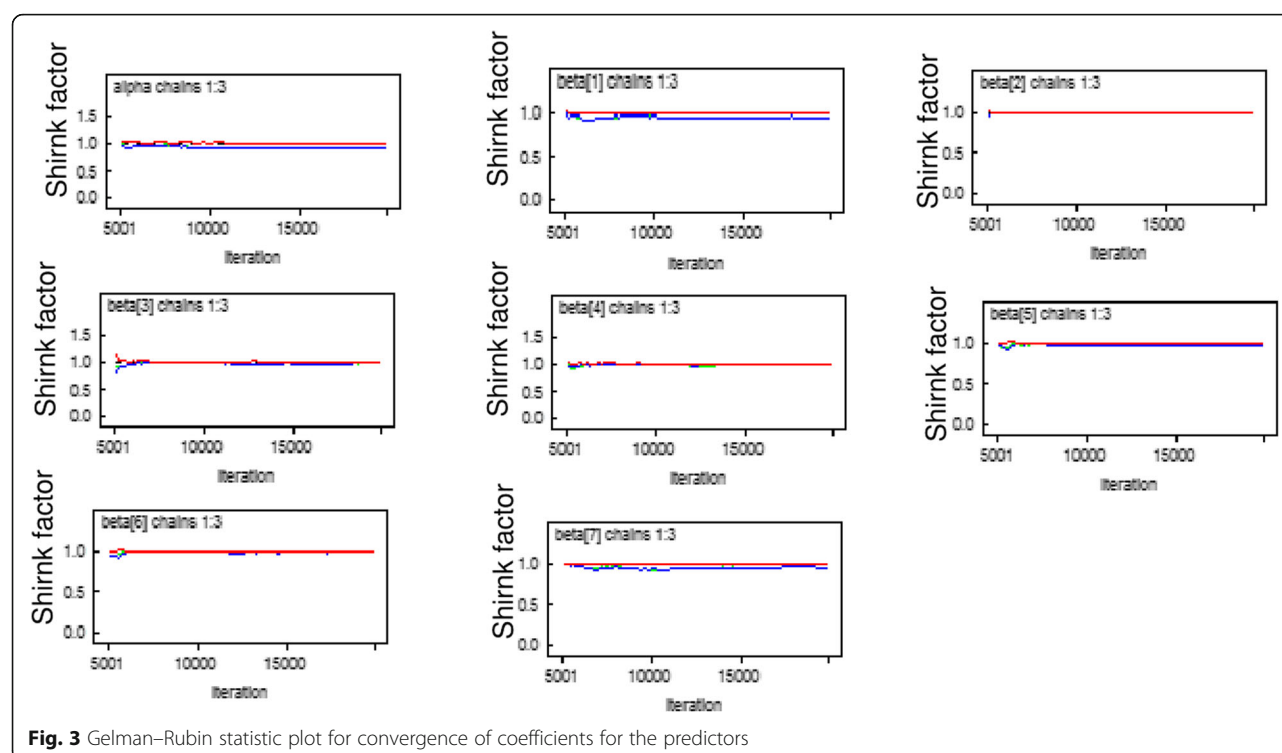 Shirnk factor
alpha chains 1:3
1.5
1.0
0.5
0.0
5001 10000 15000
Iteration
Shirnk factor
beta[1] chains 1:3
1.0
0.5
0.0
5001 10000 15000
Iteration
Shirnk factor
beta[2] chains 1:3
1.0
0.5
0.0
5001 10000 15000
Iteration
Shirnk factor
beta[3] chains 1:3
1.5
1.0
0.5
0.0
5001 10000 15000
Iteration
Shirnk factor
beta[4] chains 1:3
1.5
1.0
0.5
0.0
5001 10000 15000
Iteration
Shirnk factor
beta[5] chains 1:3
1.0
0.5
0.0
5001 10000 15000
Iteration
Shirnk factor
beta[6] chains 1:3
1.0
0.5
0.0
5001 10000 15000
Iteration
Shirnk factor
beta[7] chains 1:3
1.0
0.5
0.0
5001 10000 15000
Iteration
Fig. 3 Gelman–Rubin statistic plot for convergence of coefficients for the predictors